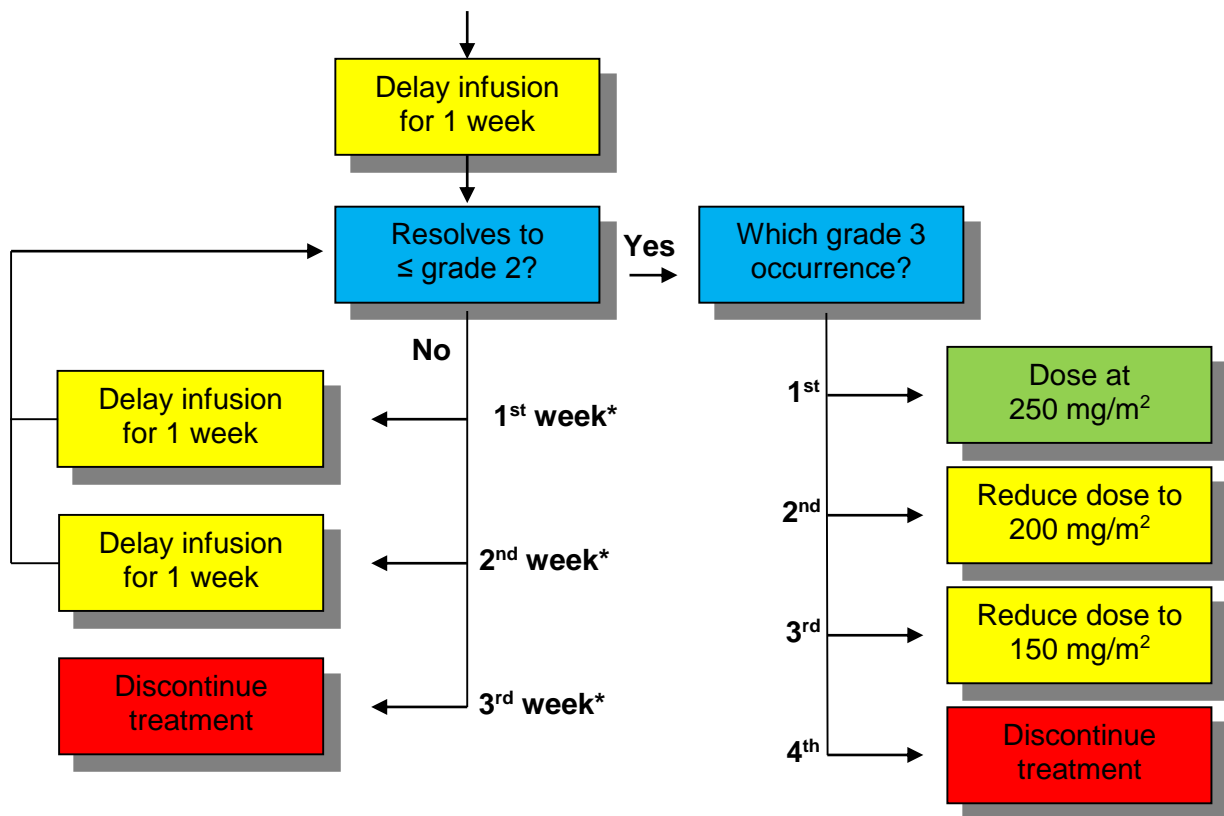 Delay infusion
for 1 week
Resolves to
≤ grade 2?
Yes
Which grade 3
occurrence?
No
Delay infusion
for 1 week
1st week*
Delay infusion
for 1 week
2nd week*
Discontinue
treatment
3rd week*
1st
Dose at
250 mg/m2
2nd
Reduce dose to
200 mg/m2
3rd
Reduce dose to
150 mg/m2
4th
Discontinue
treatment